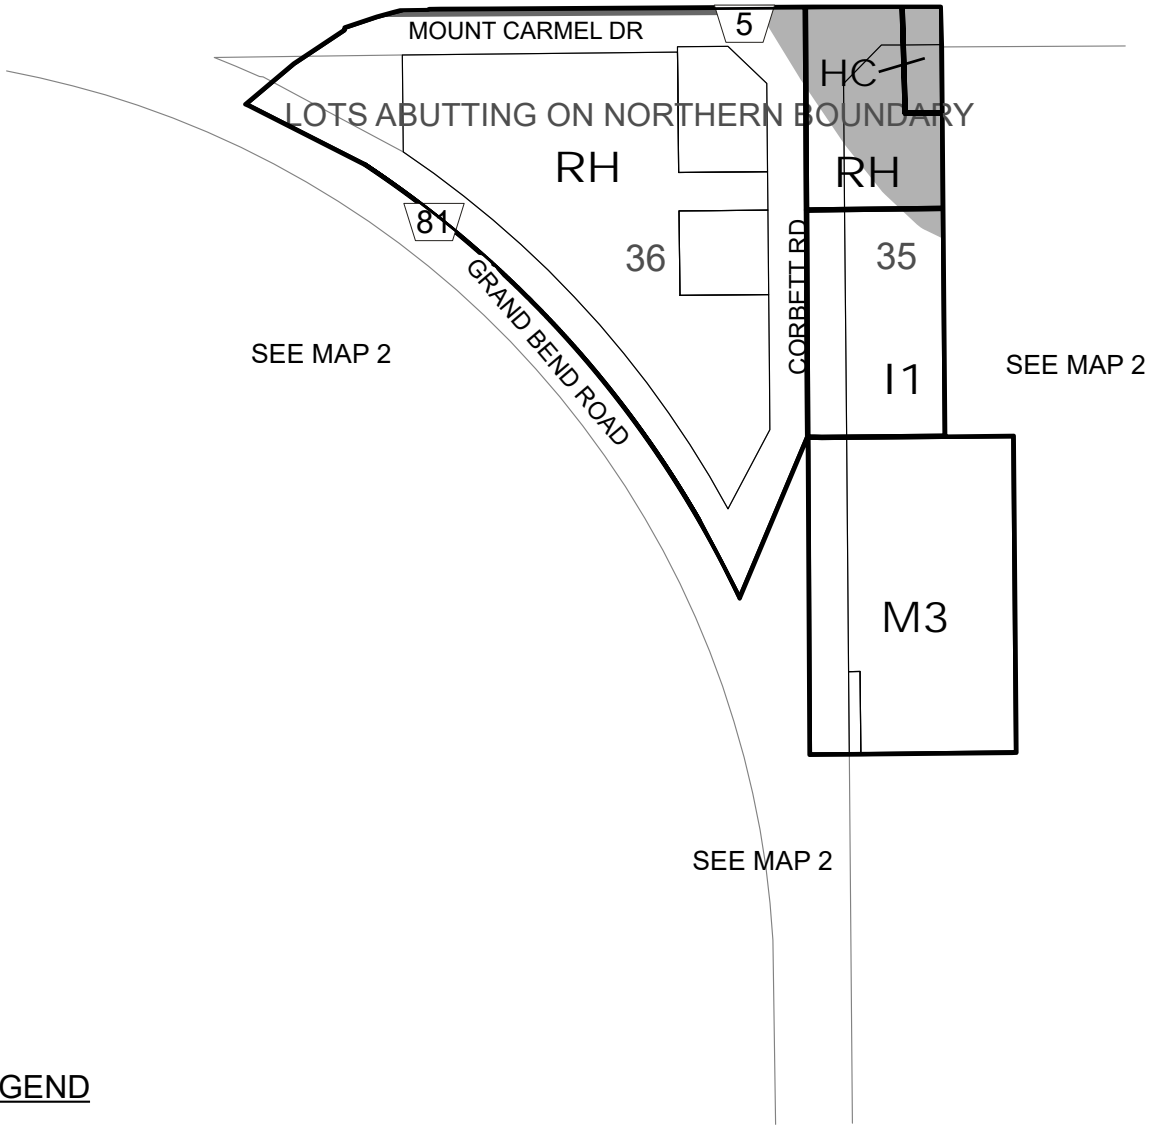 MOUNT CARMEL DR
5
HC
LOTS ABUTTING ON NORTHERN BOUNDARY
RH
RH
81
36
35
GRAND BEND ROAD
CORBETT RD
SEE MAP 2
SEE MAP 2
I1
M3
SEE MAP 2
GEND